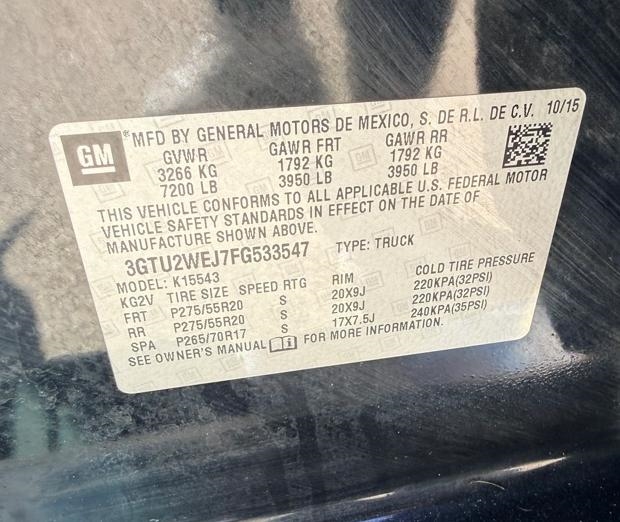 GM
®MFD BY GENERAL MOTORS DE MEXICO, S. DE R.L. DE C.V. 10/15
GVWR GAWR FRT GAWR RR
3266 KG 1792 KG 1792 KG
7200 LB 3950 LB 3950 LB
THIS VEHICLE CONFORMS TO ALL APPLICABLE U.S. FEDERAL MOTOR
VEHICLE SAFETY STANDARDS IN EFFECT ON THE DATE OF
MANUFACTURE SHOWN ABOVE.
3GTU2WEJ7FG533547 TYPE: TRUCK
MODEL: K15543
KG2V TIRE SIZE SPEED RTG RIM COLD TIRE PRESSURE
FRT P275/55R20 S 20X9J 220KPA(32PSI)
RR P275/55R20 S 20X9J 220KPA(32PSI)
SPA P265/70R17 S 17X7.5J 240KPA(35PSI)
SEE OWNER'S MANUAL FOR MORE INFORMATION.